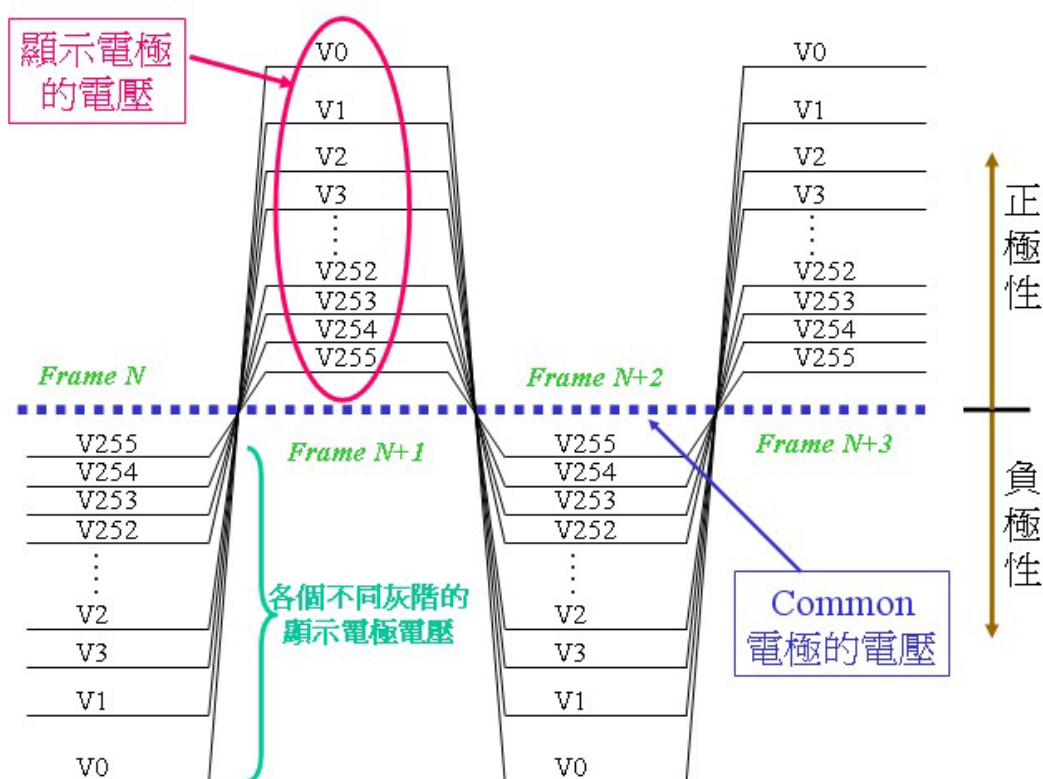 顯示電極
的電壓
V0
V1
V2
V3
V252
V253
V254
V255
V0
V1
V2
V3
V252
V253
V254
V255
正極性
Frame N
Frame N+2
Frame N+1
Frame N+3
V255
V254
V253
V252
V2
V3
V1
V0
各個不同灰階的
顯示電極電壓
V255
V254
V253
V252
V2
V3
V1
V0
Common
電極的電壓
負極性